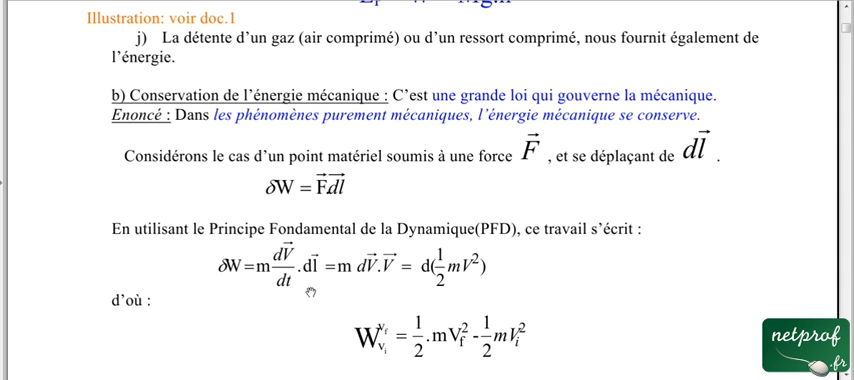 Illustration: voir doc.1
j) La détente d'un gaz (air comprimé) ou d'un ressort comprimé, nous fournit également de
l'énergie.
b) Conservation de l'énergie mécanique : C'est une grande loi qui gouverne la mécanique.
Enoncé : Dans les phénomènes purement mécaniques, l'énergie mécanique se conserve.
Considérons le cas d'un point matériel soumis à une force F⃗ , et se déplaçant de dl⃗ .
δW = F⃗.dl⃗
En utilisant le Principe Fondamental de la Dynamique(PFD), ce travail s'écrit :
δW=m dV⃗/dt .dl⃗ =m dV⃗.V⃗ = d(1/2 mV²)
d'où :
W_{v_i}^{v_f} = 1/2 .mV_f² - 1/2 mV_i²
netprof
.fr